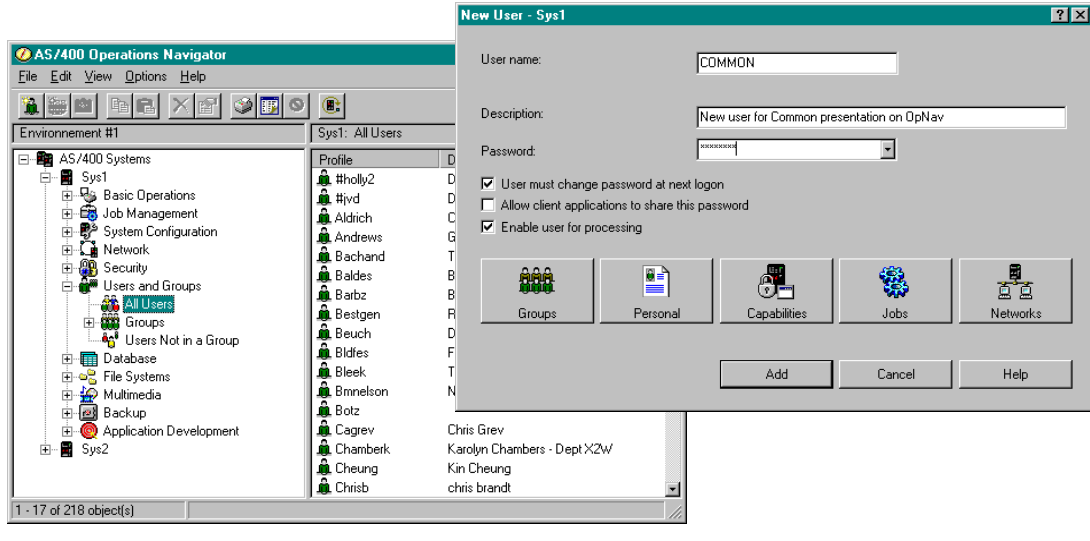 AS/400 Operations Navigator
File Edit View Options Help
Environnement #1
Sys1: All Users
AS/400 Systems
Sys1
Basic Operations
Job Management
System Configuration
Network
Security
Users and Groups
All Users
Groups
Users Not in a Group
Database
File Systems
Multimedia
Backup
Application Development
Sys2
Profile D
#holly2 D
#tjvd D
Aldrich C
Andrews G
Bachand T
Baldes B
Barbz B
Bestgen R
Beuch D
Bldfes F
Bleek T
Bmnelson N
Botz
Cagrev Chris Grev
Chamberk Karolyn Chambers - Dept X2W
Cheung Kin Cheung
Chrisb chris brandt
1 - 17 of 218 object(s)
New User - Sys1
User name: COMMON
Description: New user for Common presentation on OpNav
Password: xxxxxxxx
User must change password at next logon
Allow client applications to share this password
Enable user for processing
Groups Personal Capabilities Jobs Networks
Add Cancel Help